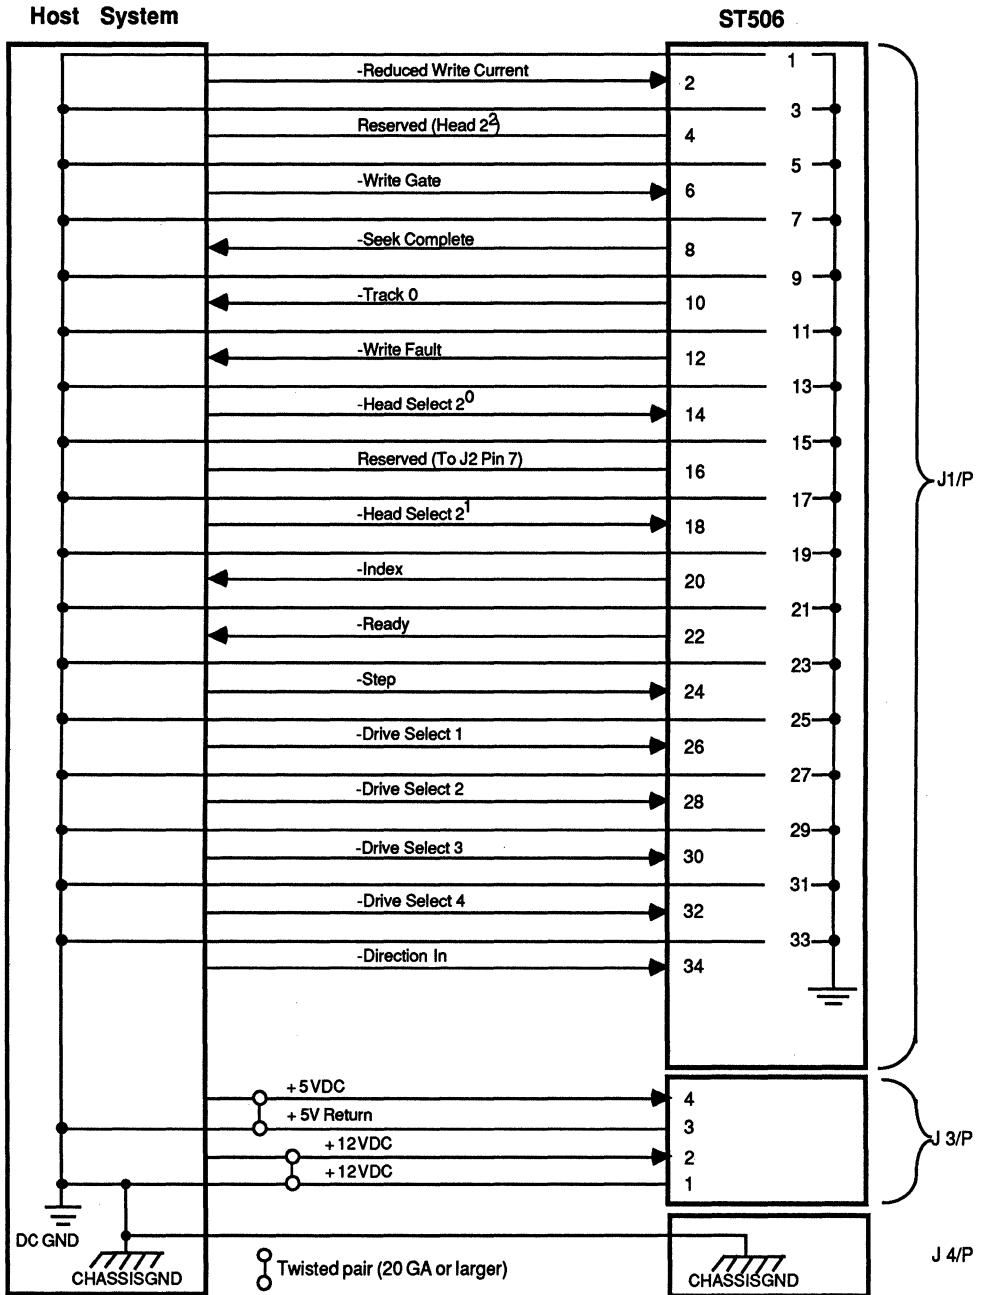 Host System
ST506
1
-Reduced Write Current
2
3
Reserved (Head 2²)
4
5
-Write Gate
6
7
-Seek Complete
8
9
-Track 0
10
11
-Write Fault
12
13
-Head Select 2⁰
14
15
Reserved (To J2 Pin 7)
16
J1/P
17
-Head Select 2¹
18
19
-Index
20
21
-Ready
22
23
-Step
24
25
-Drive Select 1
26
27
-Drive Select 2
28
29
-Drive Select 3
30
31
-Drive Select 4
32
33
-Direction In
34
+5VDC
4
+5V Return
3
J 3/P
+12VDC
2
+12VDC
1
DC GND
CHASSISGND
Twisted pair (20 GA or larger)
CHASSISGND
J 4/P